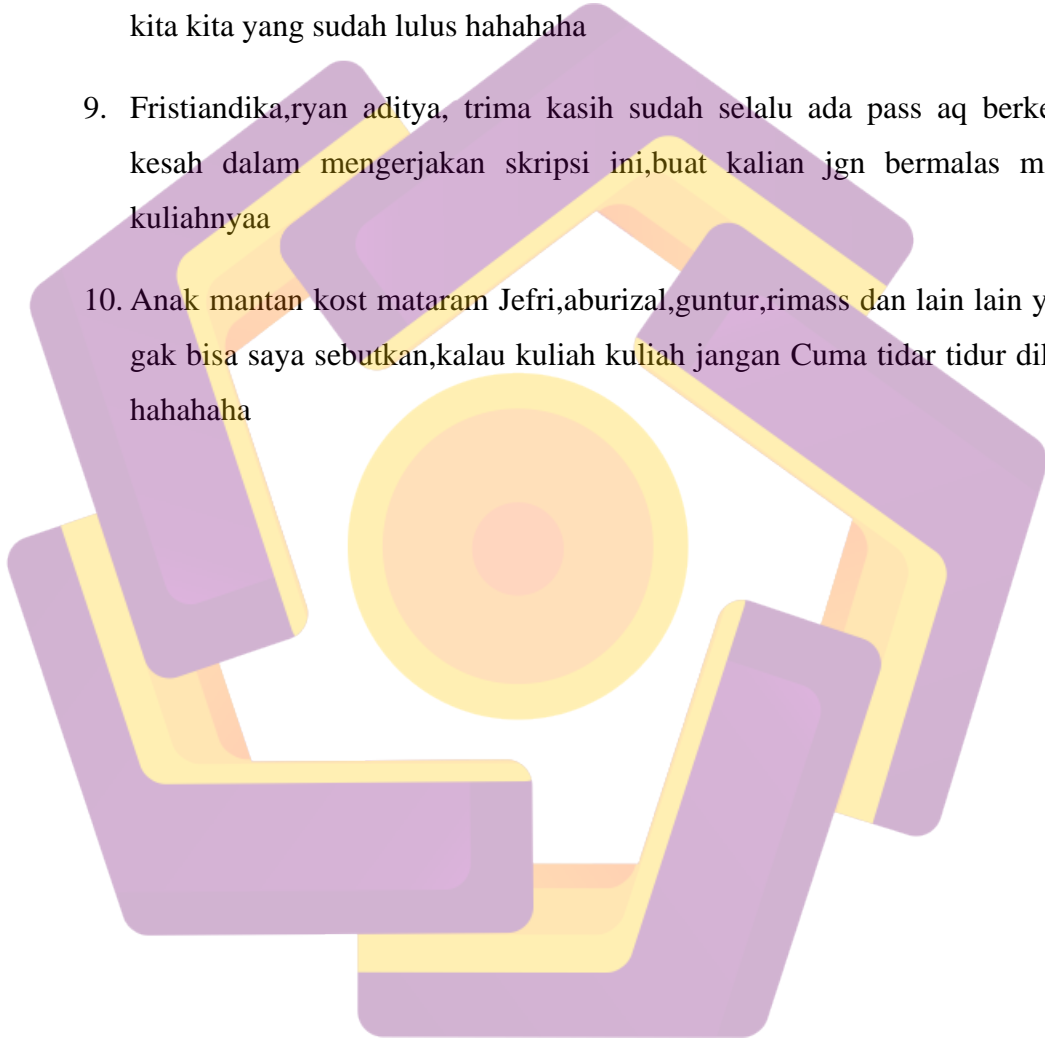 kita kita yang sudah lulus hahahaha
9. Fristiandika,ryan aditya, trima kasih sudah selalu ada pass aq
kesah dalam mengerjakan skripsi ini,buat kalian jgn bermalas
kuliahnyaa
10. Anak mantan kost mataram Jefri,aburizal,guntur,rimass dan lain lain
gak bisa saya sebutkan,kalau kuliah kuliah jangan Cuma tidar tidur
hahahaha